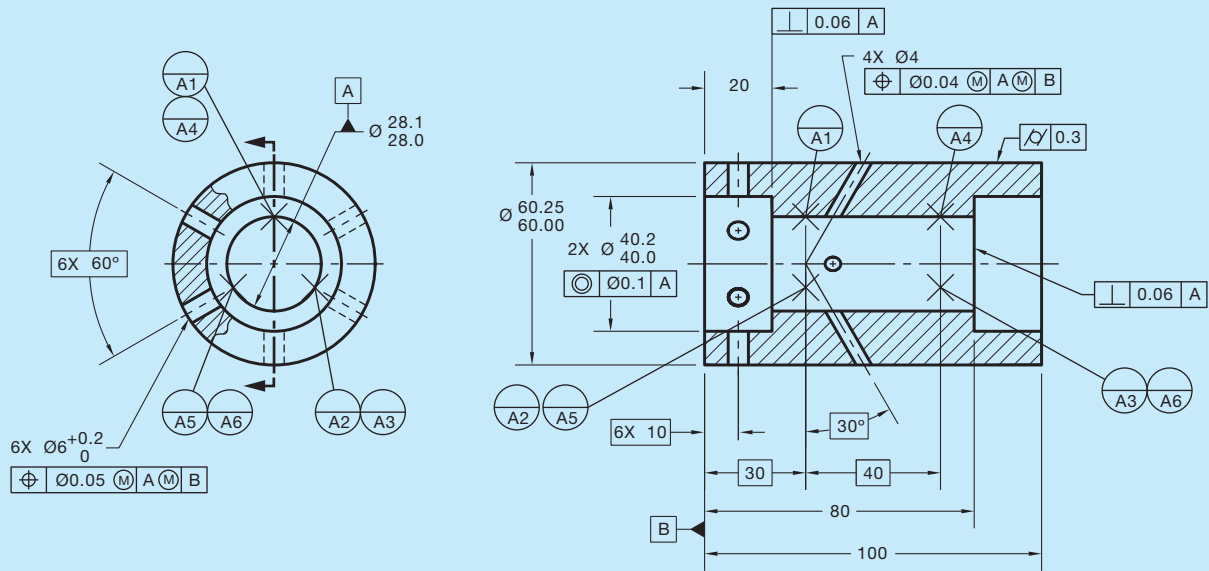 A1
A4
A
Ø 28.1
28.0
6X 60º
A5
A6
A2
A3
6X Ø6 +0.2
0
⌖ Ø0.05 Ⓜ A Ⓜ B
⊥ 0.06 A
20
4X Ø4
⌖ Ø0.04 Ⓜ A Ⓜ B
A1
A4
⌭ 0.3
Ø 60.25
60.00
2X Ø 40.2
40.0
◎ Ø0.1 A
⊥ 0.06 A
A2
A5
A3
A6
6X 10
30º
30
40
80
B
100